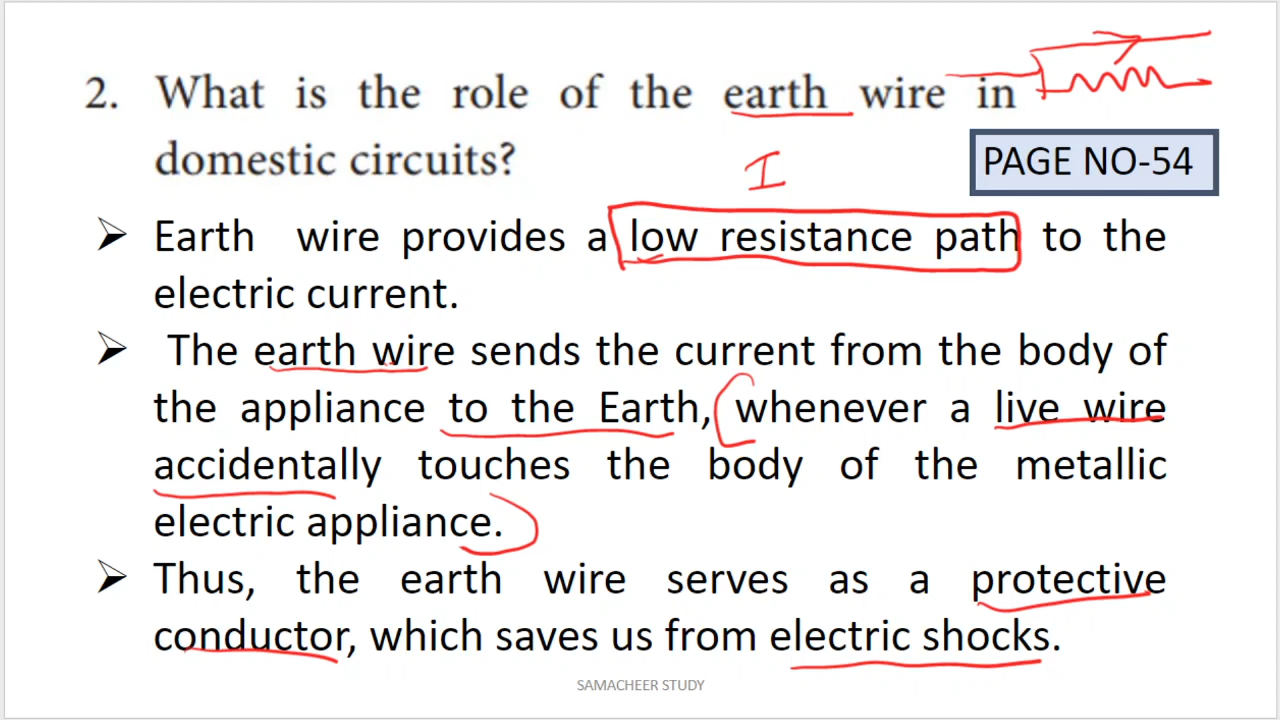 2. What is the role of the earth wire in
domestic circuits?
PAGE NO-54
I
➢ Earth wire provides a low resistance path to the
electric current.
➢ The earth wire sends the current from the body of
the appliance to the Earth, whenever a live wire
accidentally touches the body of the metallic
electric appliance.
➢ Thus, the earth wire serves as a protective
conductor, which saves us from electric shocks.
SAMACHEER STUDY